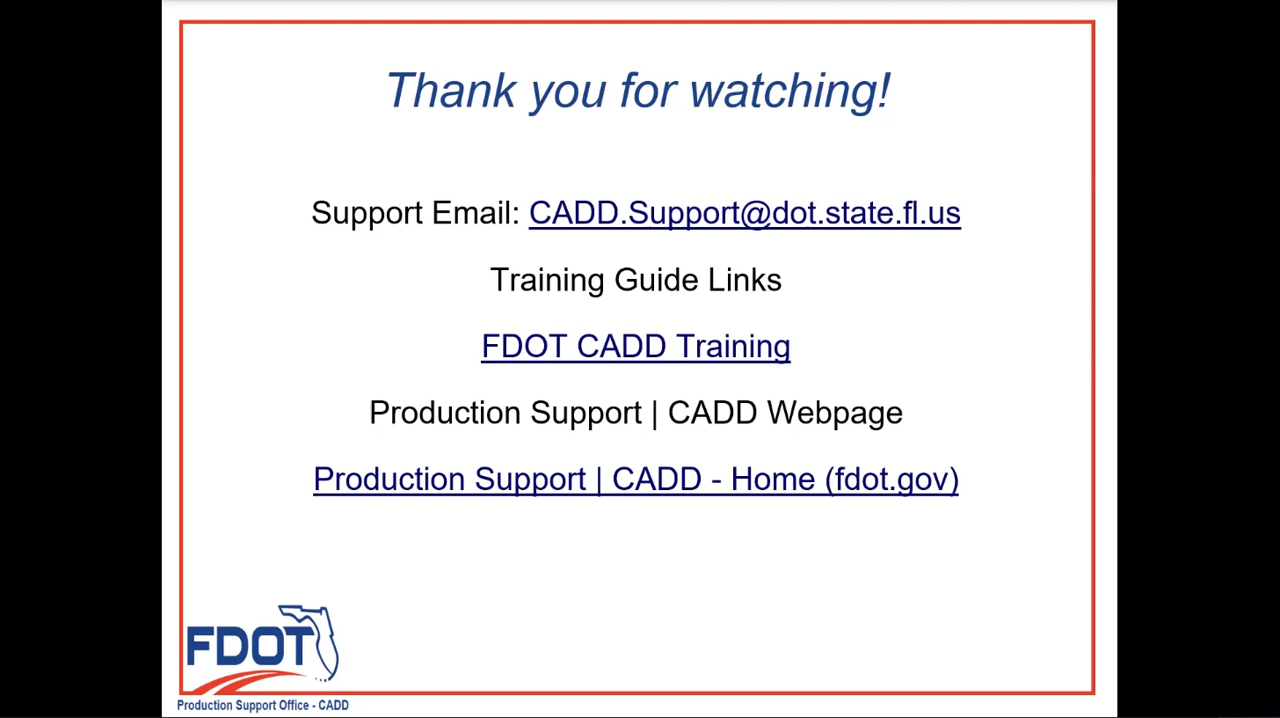 Thank you for watching!
Support Email: CADD.Support@dot.state.fl.us
Training Guide Links
FDOT CADD Training
Production Support | CADD Webpage
Production Support | CADD - Home (fdot.gov)
FDOT
Production Support Office - CADD